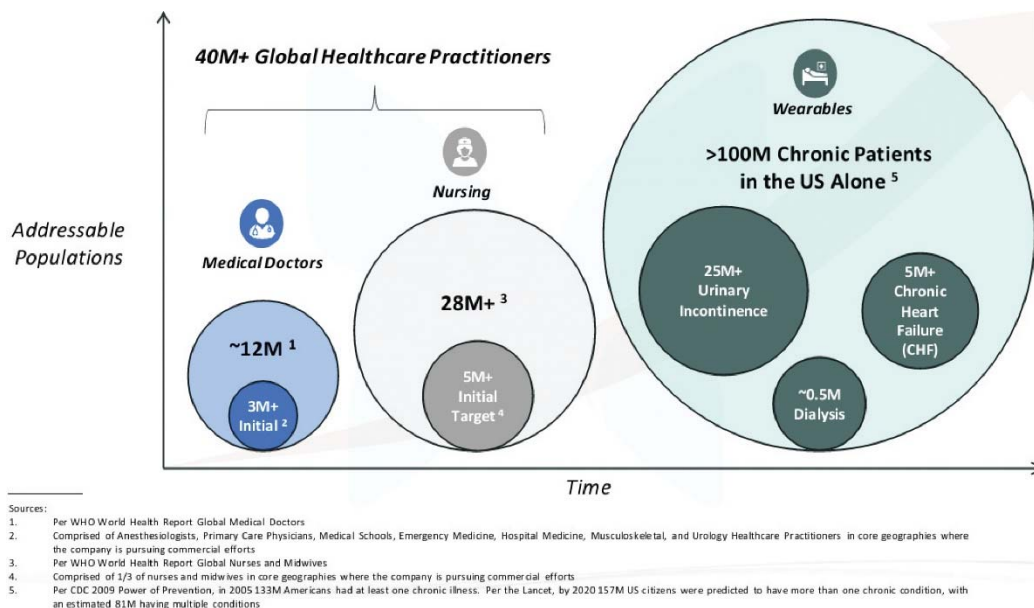 40M+ Global Healthcare Practitioners
Wearables
>100M Chronic Patients
in the US Alone 5
Nursing
Medical Doctors
Addressable
Populations
~12M 1
3M+
Initial 2
28M+ 3
5M+
Initial
Target 4
25M+
Urinary
Incontinence
5M+
Chronic
Heart
Failure
(CHF)
~0.5M
Dialysis
Time
Sources:
1. Per WHO World Health Report Global Medical Doctors
2. Comprised of Anesthesiologists, Primary Care Physicians, Medical Schools, Emergency Medicine, Hospital Medicine, Musculoskeletal, and Urology Healthcare Practitioners in core geographies where
the company is pursuing commercial efforts
3. Per WHO World Health Report Global Nurses and Midwives
4. Comprised of 1/3 of nurses and midwives in core geographies where the company is pursuing commercial efforts
5. Per CDC 2009 Power of Prevention, in 2005 133M Americans had at least one chronic illness. Per the Lancet, by 2020 157M US citizens were predicted to have more than one chronic condition, with
an estimated 81M having multiple conditions